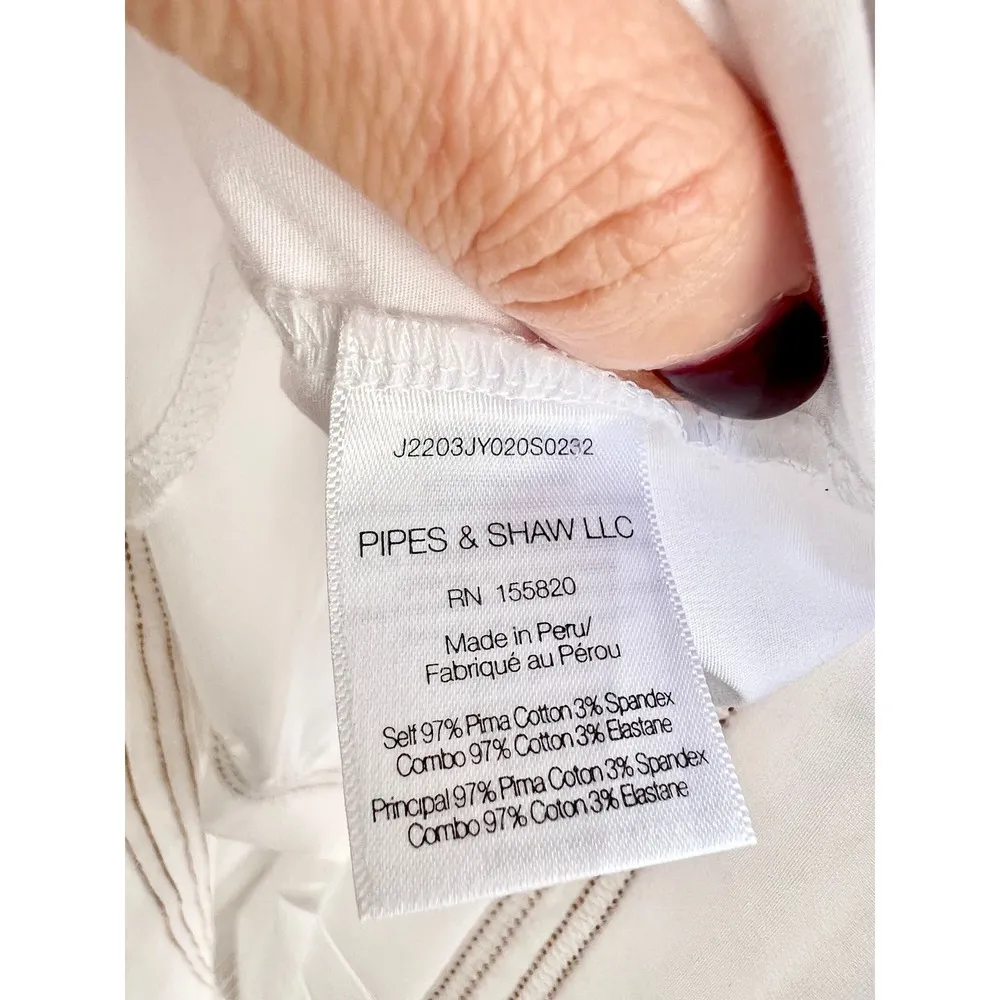 J2203JY020S0232
PIPES & SHAW LLC
RN 155820
Made in Peru/
Fabriqué au Pérou
Self 97% Pima Cotton 3% Spandex
Combo 97% Cotton 3% Elastane
Principal 97% Pima Coton 3% Spandex
Combo 97% Coton 3% Elastane